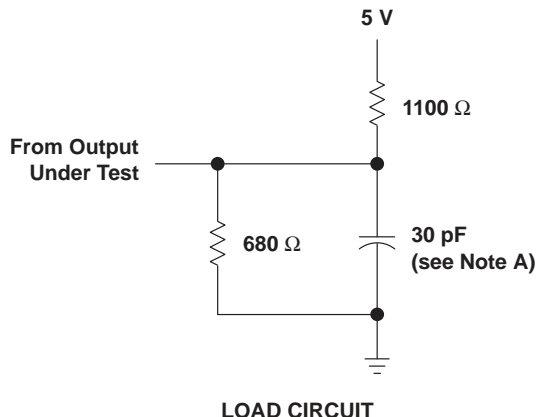 5 V
1100 Ω
From Output
Under Test
680 Ω
30 pF
(see Note A)
LOAD CIRCUIT